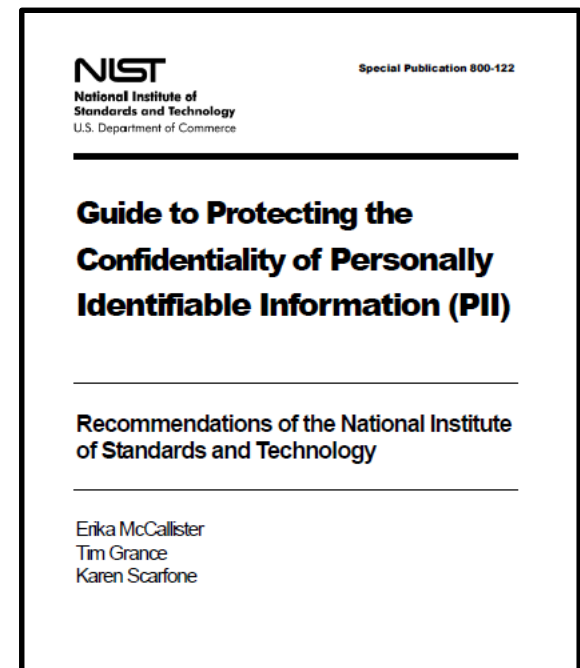 NIST
Special Publication 800-122
National Institute of
Standards and Technology
U.S. Department of Commerce
Guide to Protecting the
Confidentiality of Personally
Identifiable Information (PII)
Recommendations of the National Institute
of Standards and Technology
Erika McCallister
Tim Grance
Karen Scarfone